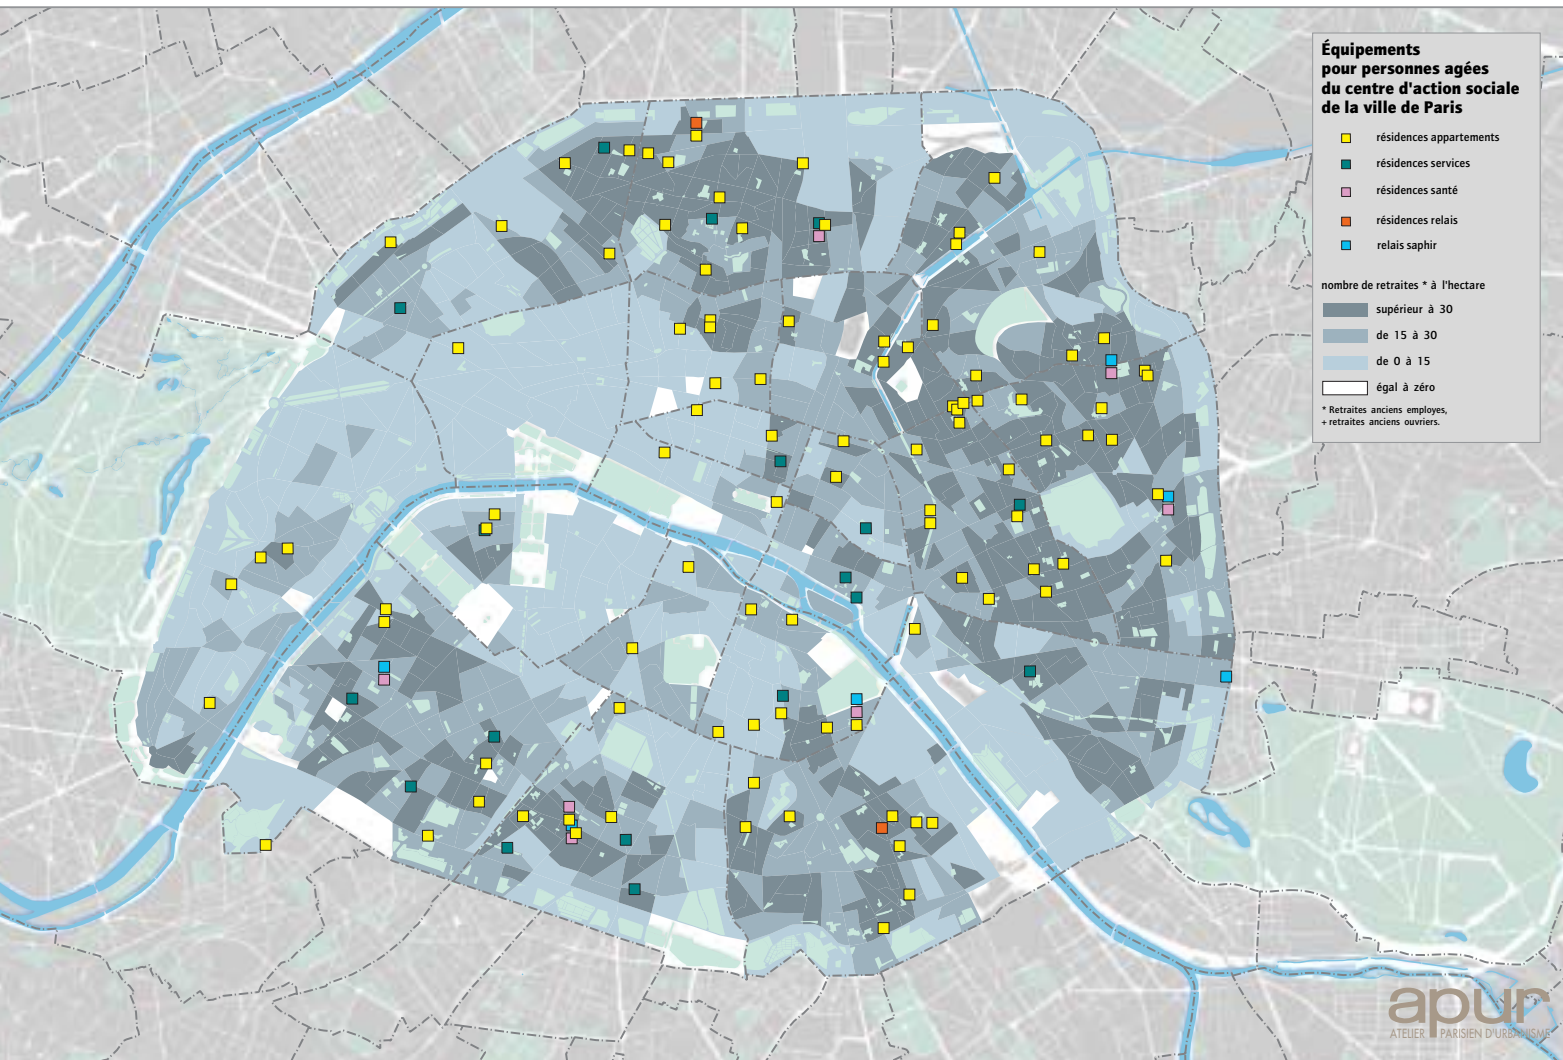 Équipements
pour personnes agées
du centre d'action sociale
de la ville de Paris
résidences appartements
résidences services
résidences santé
résidences relais
relais saphir
nombre de retraites * à l'hectare
supérieur à 30
de 15 à 30
de 0 à 15
égal à zéro
* Retraites anciens employes,
+ retraites anciens ouvriers.
apur
ATELIER PARISIEN D'URBANISME